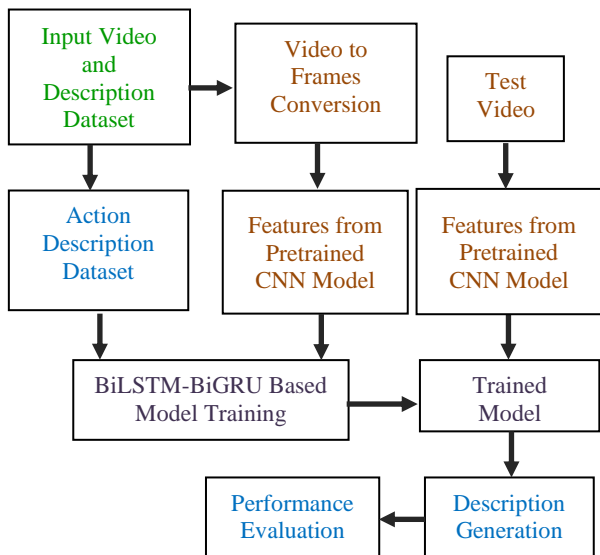 Input Video
and
Description
Dataset
Video to
Frames
Conversion
Test
Video
Action
Description
Dataset
Features from
Pretrained
CNN Model
Features from
Pretrained
CNN Model
BiLSTM-BiGRU Based
Model Training
Trained
Model
Performance
Evaluation
Description
Generation